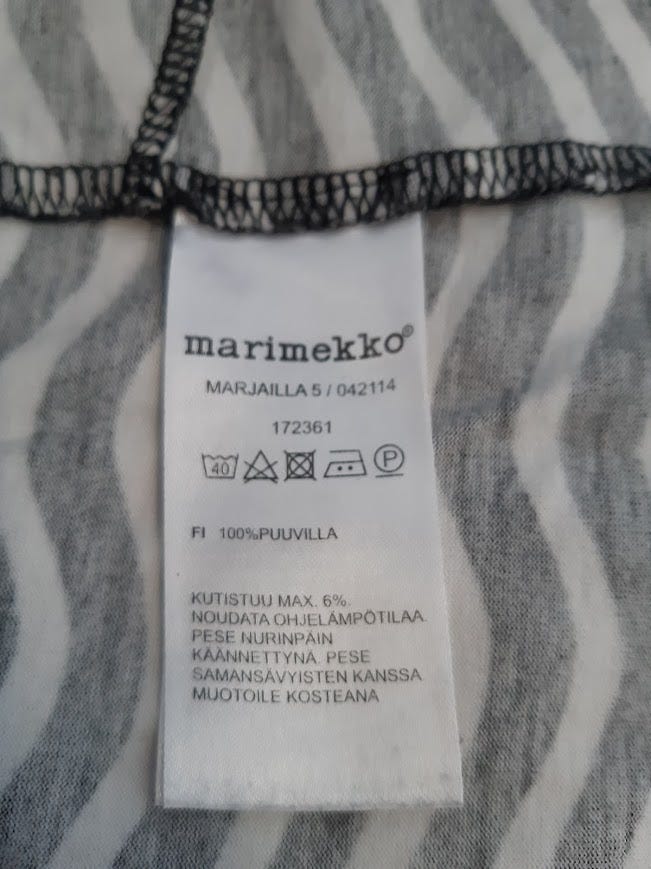 marimekko®
MARJAILLA 5 / 042114
172361
40 P
FI 100%PUUVILLA
KUTISTUU MAX. 6%.
NOUDATA OHJELÄMPÖTILAA.
PESE NURINPÄIN
KÄÄNNETTYNÄ. PESE
SAMANSÄVYISTEN KANSSA
MUOTOILE KOSTEANA